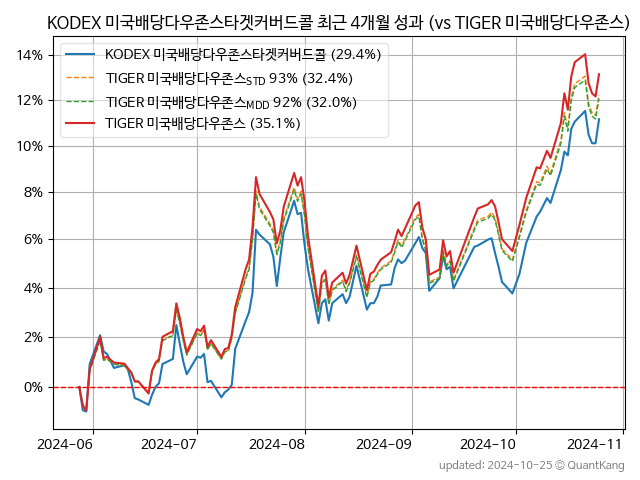 KODEX 미국배당다우존스타겟커버드콜 최근 4개월 성과 (vs TIGER 미국배당다우존스)
14%
12%
10%
8%
6%
4%
2%
0%
KODEX 미국배당다우존스타겟커버드콜 (29.4%)
TIGER 미국배당다우존스STD 93% (32.4%)
TIGER 미국배당다우존스MDD 92% (32.0%)
TIGER 미국배당다우존스 (35.1%)
2024-06 2024-07 2024-08 2024-09 2024-10 2024-11
updated: 2024-10-25 ⓒ QuantKang